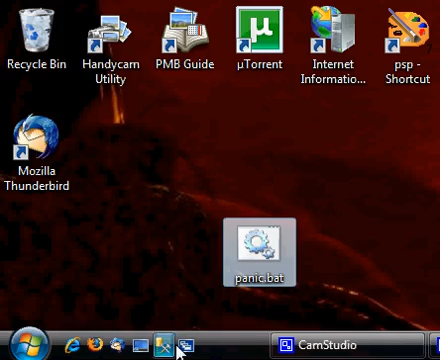 Recycle Bin
Handycam
Utility
PMB Guide
µTorrent
Internet
Informatio...
psp -
Shortcut
Mozilla
Thunderbird
panic.bat
CamStudio